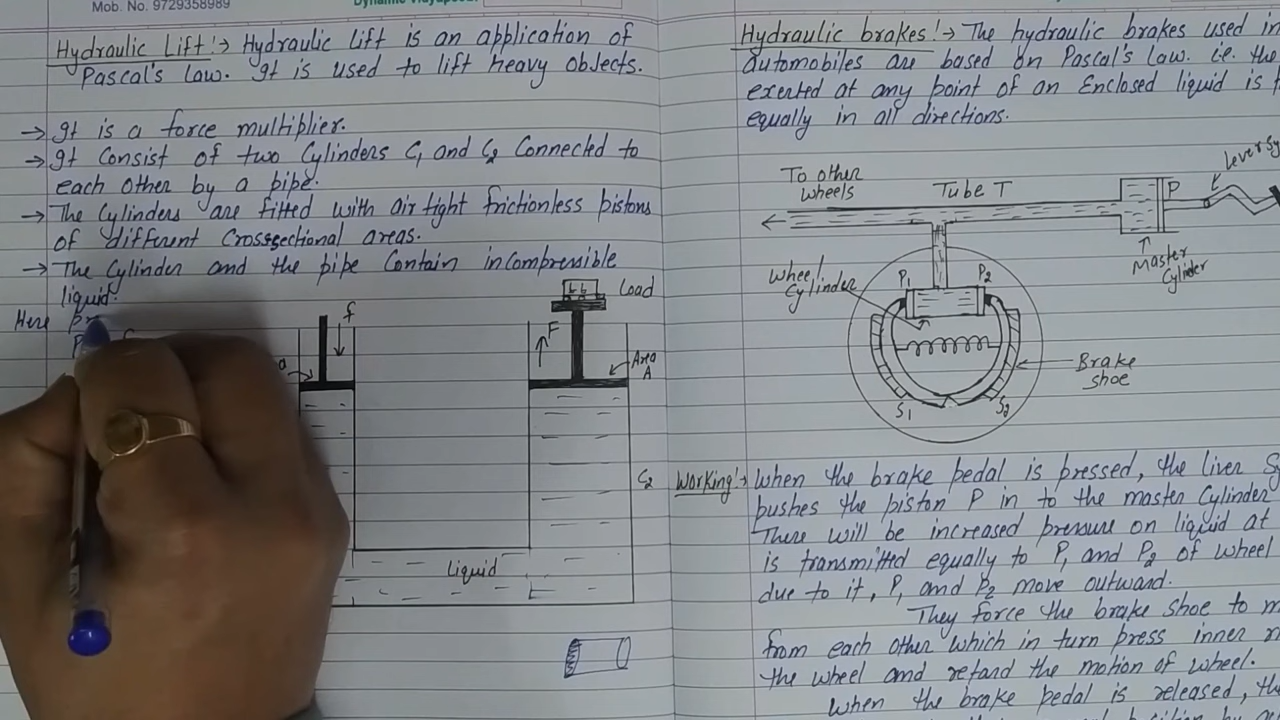 Mob. No. 9729358989
Hydraulic Lift :→ Hydraulic Lift is an application of
Pascal's Law. It is used to lift heavy objects.
→ It is a force multiplier.
→ It Consist of two Cylinders C1 and C2 Connected to
each other by a pipe.
→ The Cylinders are fitted with air tight frictionless pistons
of different Crosssectional areas.
→ The Cylinder and the pipe Contain incompressible
liquid.
Here pr
P
f
a
F
Load
Area
A
C2
Liquid
Hydraulic brakes :→ The hydraulic brakes used in
automobiles are based on Pascal's Law. i.e. the
exerted at any point of an Enclosed liquid is
equally in all directions.
To other
wheels
Tube T
P
Lever Sy
Master
Cylinder
Wheel
Cylinder
P1
P2
Brake
shoe
S1
S2
Working :→ When the brake pedal is pressed, the liver Sy
pushes the piston P in to the master Cylinder
There will be increased pressure on liquid at
is transmitted equally to P1 and P2 of wheel
due to it, P1 and P2 move outward.
They force the brake shoe to m
from each other which in turn press inner
the wheel and retard the motion of wheel.
When the brake pedal is released, the